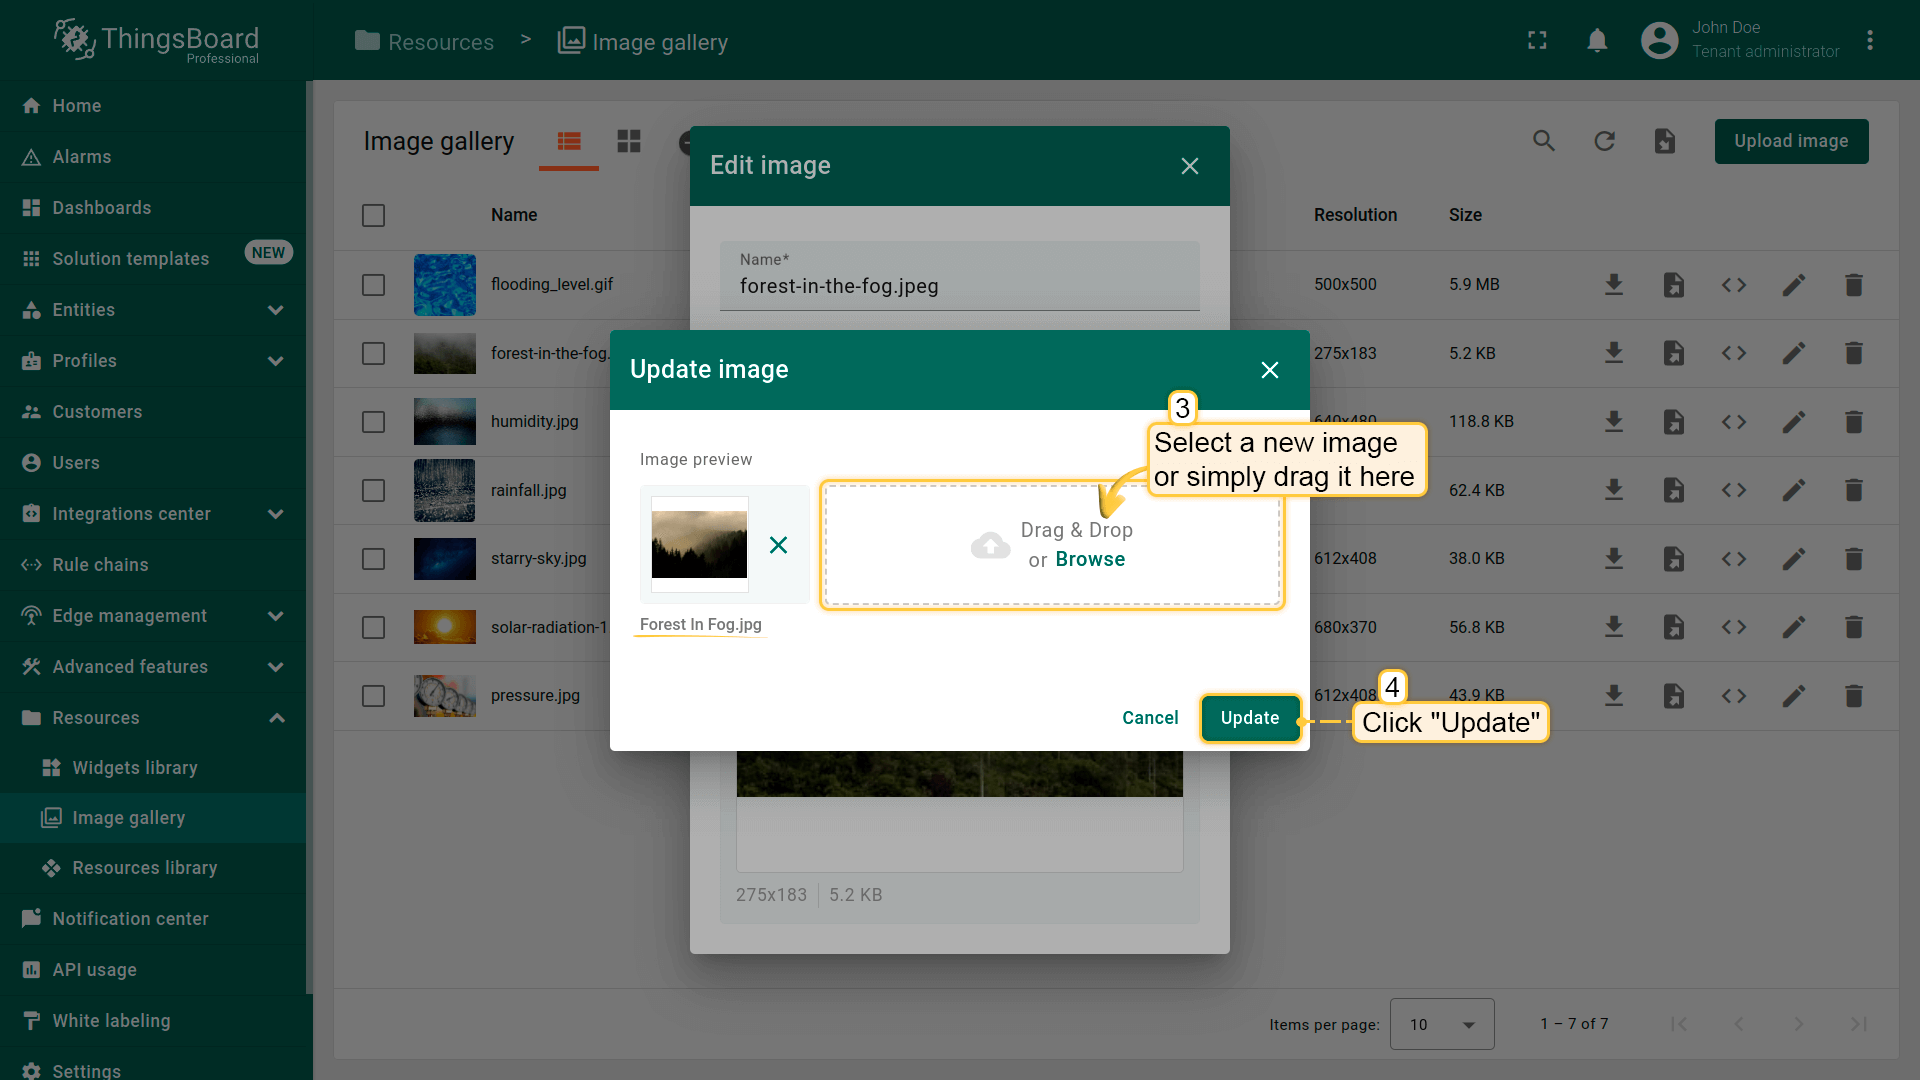 ThingsBoard
Professional
Resources > Image gallery
John Doe
Tenant administrator
Home
Alarms
Dashboards
Solution templates NEW
Entities
Profiles
Customers
Users
Integrations center
Rule chains
Edge management
Advanced features
Resources
Widgets library
Image gallery
Resources library
Notification center
API usage
White labeling
Settings
Image gallery
Upload image
Name Resolution Size
flooding_level.gif 500x500 5.9 MB
forest-in-the-fog. 275x183 5.2 KB
humidity.jpg 640x480 118.8 KB
rainfall.jpg 62.4 KB
starry-sky.jpg 612x408 38.0 KB
solar-radiation-1 680x370 56.8 KB
pressure.jpg 612x408 43.9 KB
Items per page: 10 1 – 7 of 7
Edit image
Name*
forest-in-the-fog.jpeg
275x183 5.2 KB
Update image
Image preview
Forest In Fog.jpg
Drag & Drop
or Browse
Cancel Update
3
Select a new image
or simply drag it here
4
Click "Update"